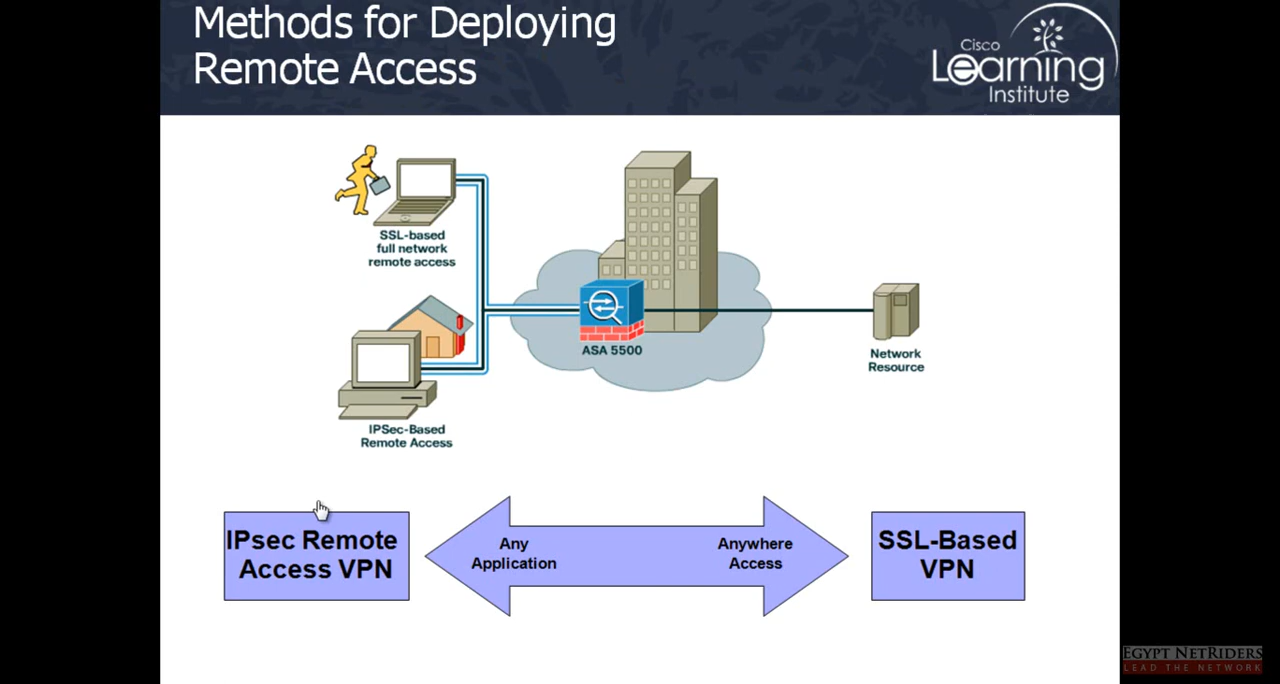 Methods for Deploying
Remote Access
Cisco
Learning
Institute
SSL-based
full network
remote access
ASA 5500
Network
Resource
IPSec-Based
Remote Access
IPsec Remote
Access VPN
Any
Application
Anywhere
Access
SSL-Based
VPN
EGYPT NETRIDERS
LEAD THE NETWORK